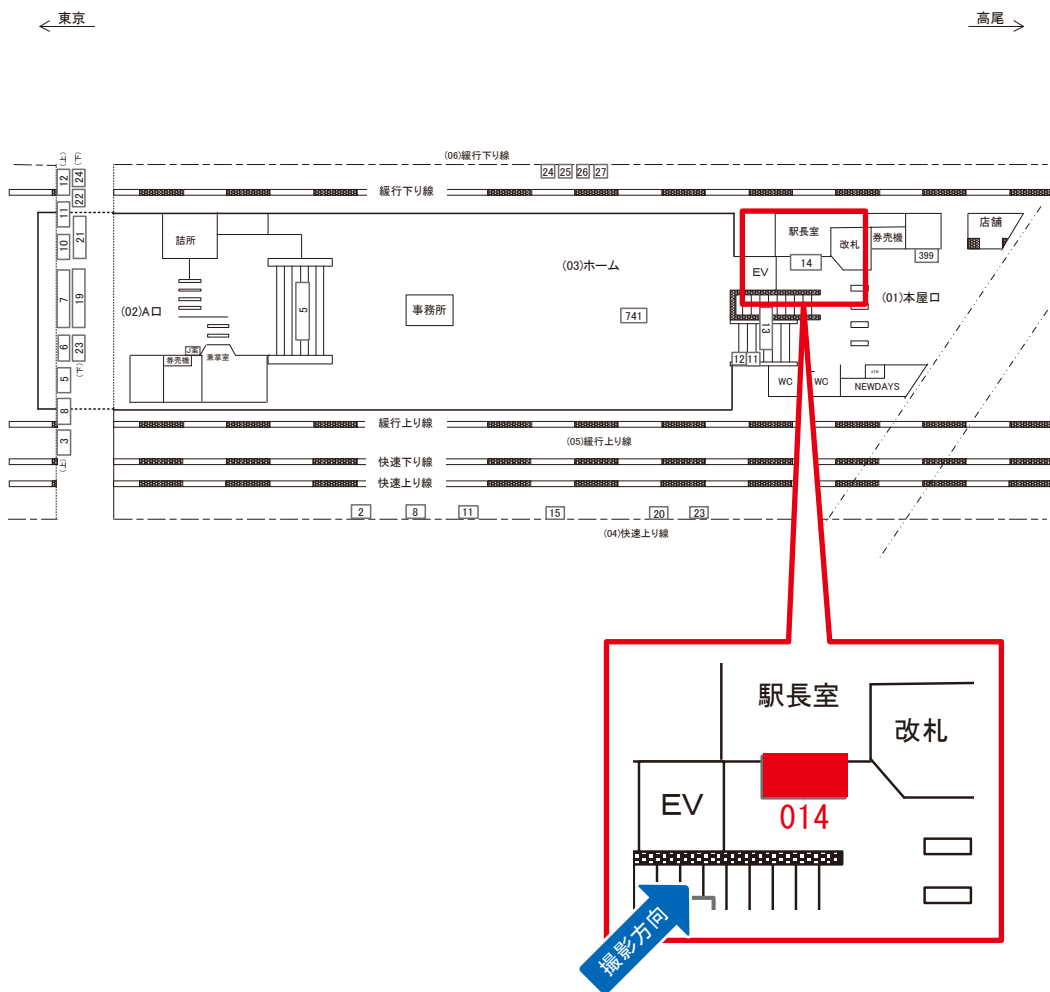 東京
高尾
(06)緩行下り線
24 25 26 27
緩行下り線
(上)
(下)
12
24
11
22
10
21
7
19
6
23
5
(下)
8
3
(上)
詰所
(02)A口
5
J室
券売機
兼掌室
事務所
(03)ホーム
741
駅長室
改札
券売機
店舗
399
14
EV
(01)本屋口
13
12 11
WC
WC
ATM
NEWDAYS
緩行上り線
(05)緩行上り線
快速下り線
快速上り線
2
8
11
15
20
23
(04)快速上り線
駅長室
改札
EV
014
撮影方向